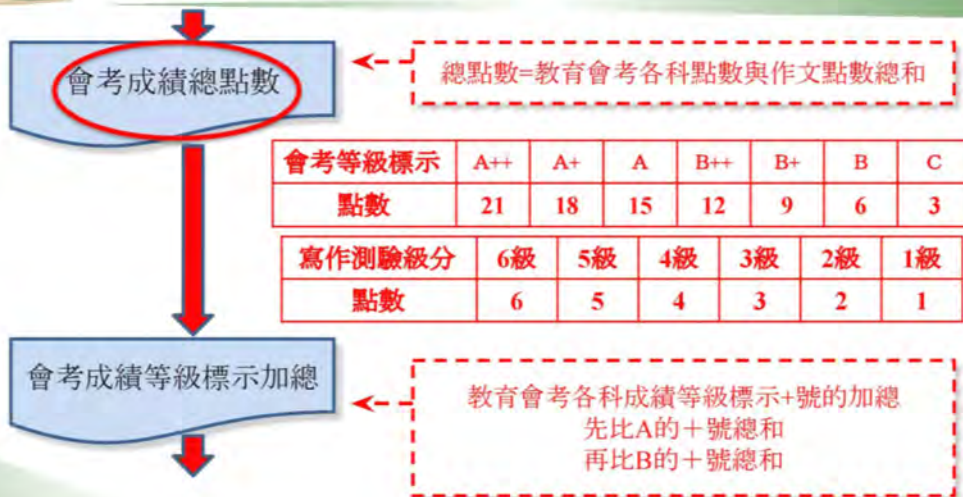 會考成績總點數
總點數=教育會考各科點數與作文點數總和
會考等級標示 A++ A+ A B++ B+ B C
點數 21 18 15 12 9 6 3
寫作測驗級分 6級 5級 4級 3級 2級 1級
點數 6 5 4 3 2 1
會考成績等級標示加總
教育會考各科成績等級標示+號的加總
先比A的＋號總和
再比B的＋號總和